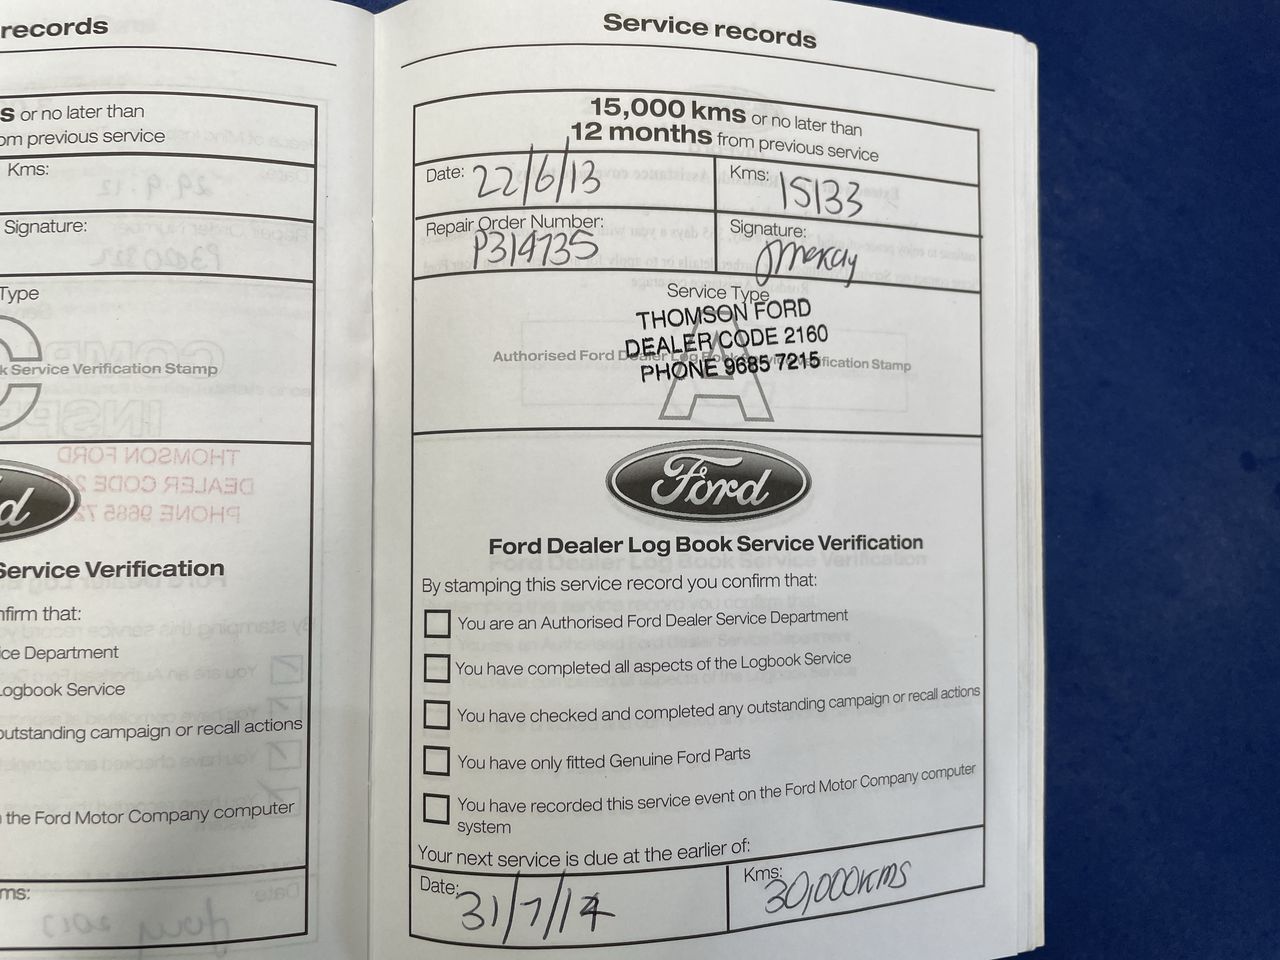 records
s or no later than
om previous service
Kms:
Signature:
Type
C
k Service Verification Stamp
d
Service Verification
nfirm that:
ice Department
Logbook Service
outstanding campaign or recall actions
n the Ford Motor Company computer
ms:
Service records
15,000 kms or no later than
12 months from previous service
Date: 22/6/13
Kms: 15133
Repair Order Number:
P314735
Signature:
Service Type
THOMSON FORD
DEALER CODE 2160
PHONE 9685 7215
Authorised Ford Dealer Log Book Service Verification Stamp
A
Ford
Ford Dealer Log Book Service Verification
By stamping this service record you confirm that:
You are an Authorised Ford Dealer Service Department
You have completed all aspects of the Logbook Service
You have checked and completed any outstanding campaign or recall actions
You have only fitted Genuine Ford Parts
You have recorded this service event on the Ford Motor Company computer
system
Your next service is due at the earlier of:
Date: 31/7/14
Kms: 30,000kms